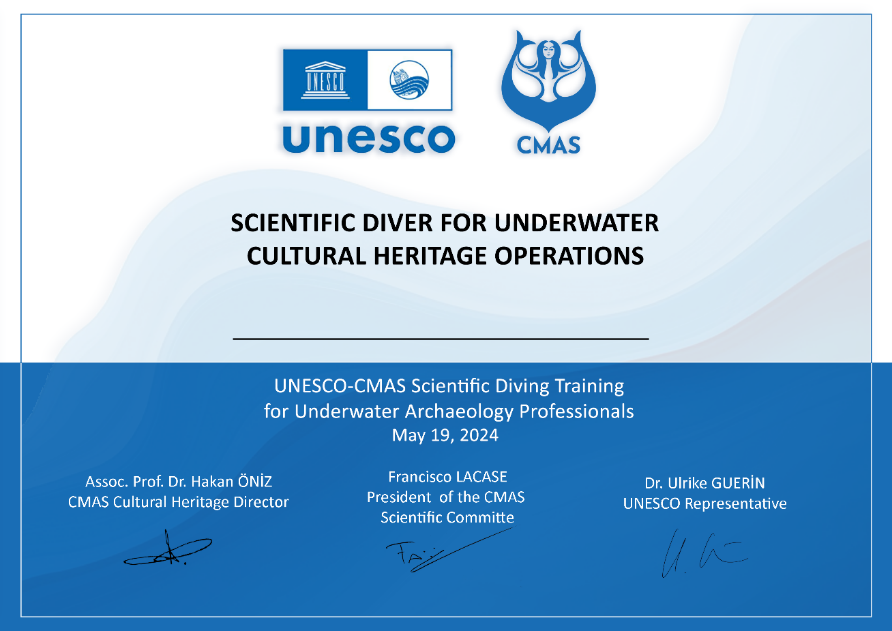 UNESCO
unesco
CMAS
SCIENTIFIC DIVER FOR UNDERWATER
CULTURAL HERITAGE OPERATIONS
UNESCO-CMAS Scientific Diving Training
for Underwater Archaeology Professionals
May 19, 2024
Assoc. Prof. Dr. Hakan ÖNİZ
CMAS Cultural Heritage Director
Francisco LACASE
President of the CMAS
Scientific Committe
Dr. Ulrike GUERİN
UNESCO Representative